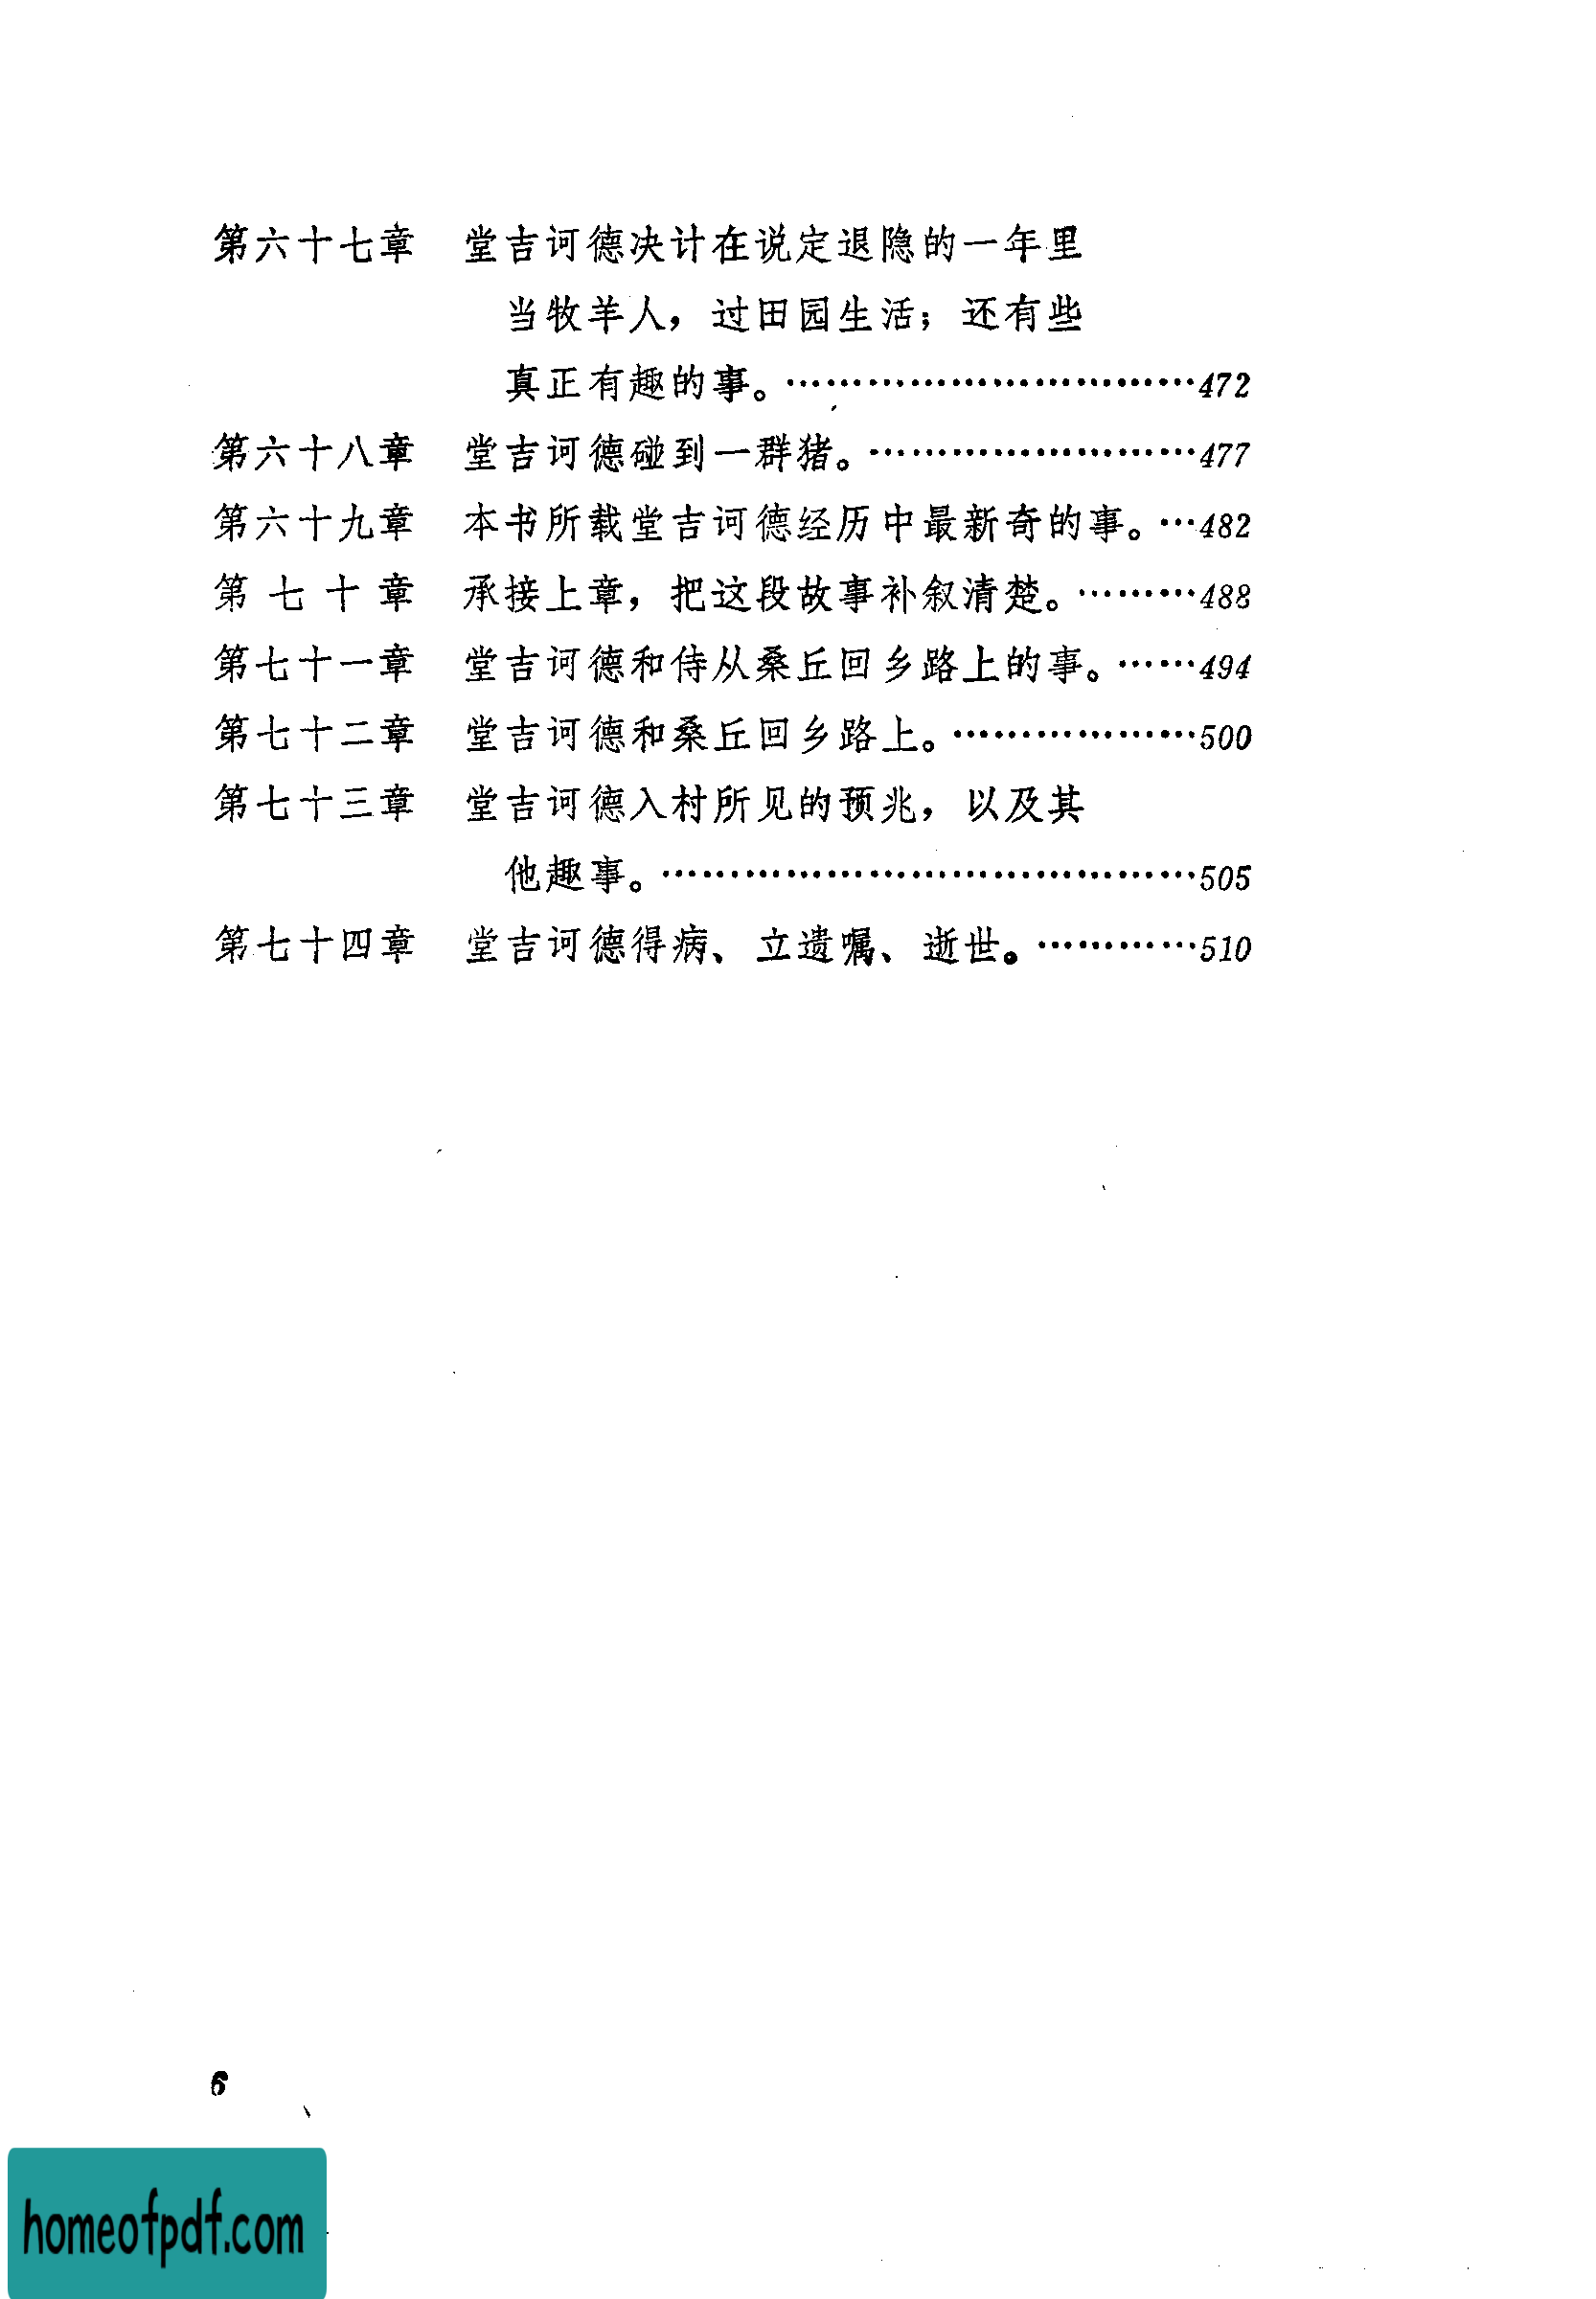 第六十七章 堂吉诃德决计在说定退隐的一年里
当牧羊人，过田园生活；还有些
真正有趣的事。…………………………472
第六十八章 堂吉诃德碰到一群猪。……………………477
第六十九章 本书所载堂吉诃德经历中最新奇的事。…482
第七十章 承接上章，把这段故事补叙清楚。………488
第七十一章 堂吉诃德和侍从桑丘回乡路上的事。……494
第七十二章 堂吉诃德和桑丘回乡路上。………………500
第七十三章 堂吉诃德入村所见的预兆，以及其
他趣事。…………………………………505
第七十四章 堂吉诃德得病、立遗嘱、逝世。…………510
6
homeofpdf.com